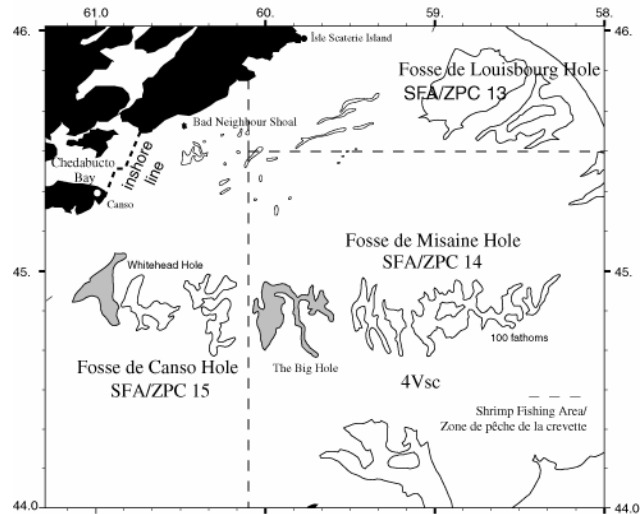 61.0 60. 59. 58.
46. 46.
Îsle Scaterie Island
Fosse de Louisbourg Hole
SFA/ZPC 13
Bad Neighbour Shoal
Chedabucto
Bay
inshore
line
Canso
Fosse de Misaine Hole
SFA/ZPC 14
Whitehead Hole
45. 45.
100 fathoms
Fosse de Canso Hole
SFA/ZPC 15
The Big Hole
4Vsc
Shrimp Fishing Area/
Zone de pêche de la crevette
44.0 44.0